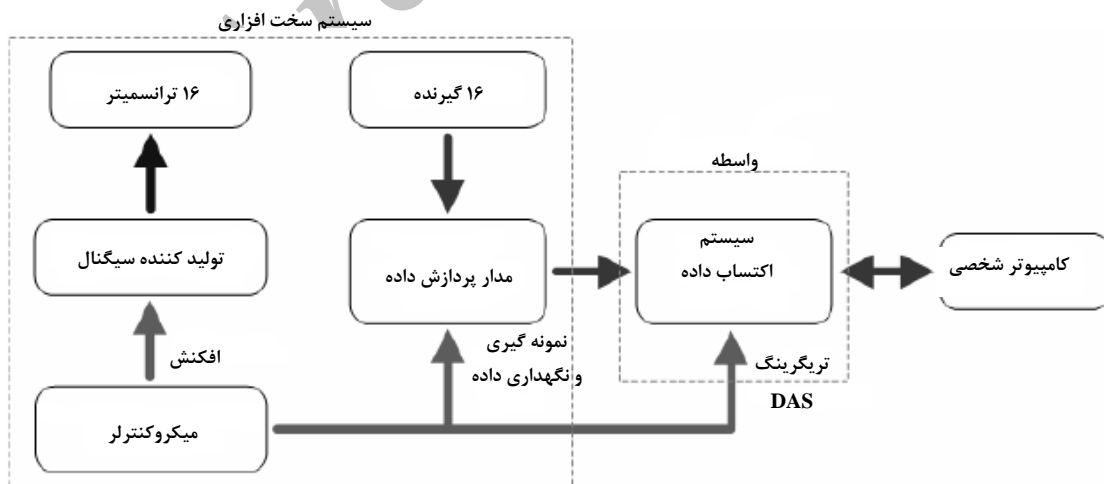 سیستم سخت افزاری
۱۶ ترانسمیتر
۱۶ گیرنده
واسطه
تولید کننده سیگنال
مدار پردازش داده
سیستم
اکتساب داده
کامپیوتر شخصی
افکنش
نمونه گیری
و نگهداری داده
تریگرینگ
DAS
میکروکنترلر